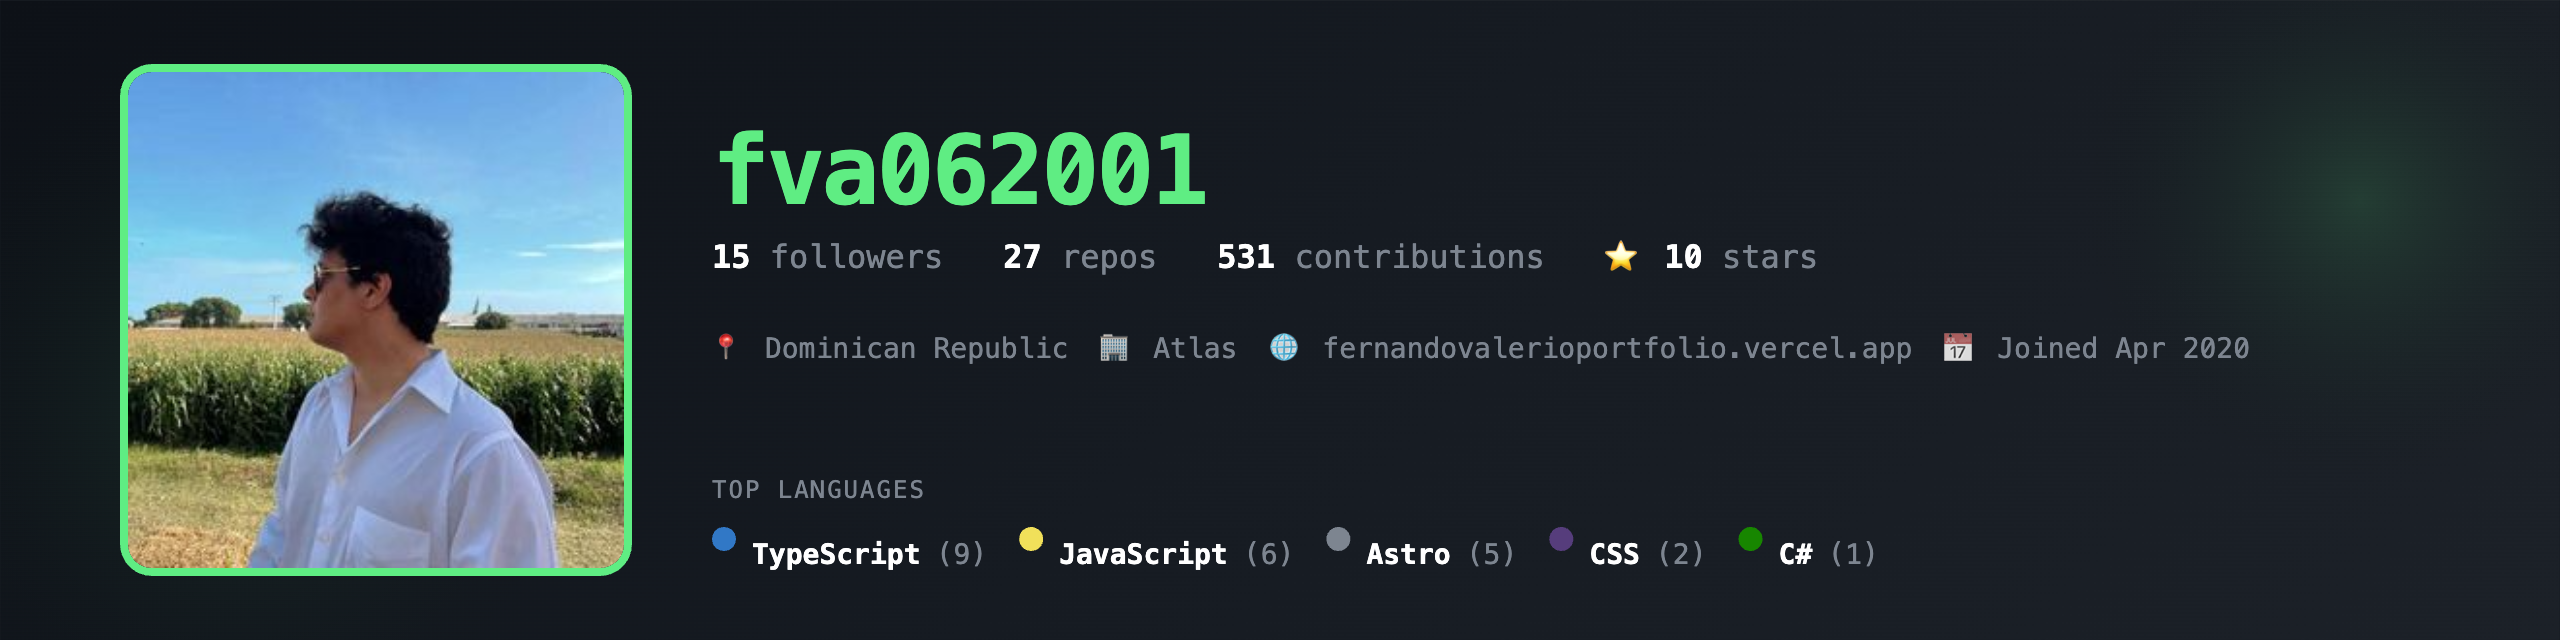 fva062001
15 followers 27 repos 531 contributions ⭐ 10 stars
📍 Dominican Republic 🏢 Atlas 🌐 fernandovalerioportfolio.vercel.app 📅 Joined Apr 2020
TOP LANGUAGES
TypeScript (9) JavaScript (6) Astro (5) CSS (2) C# (1)